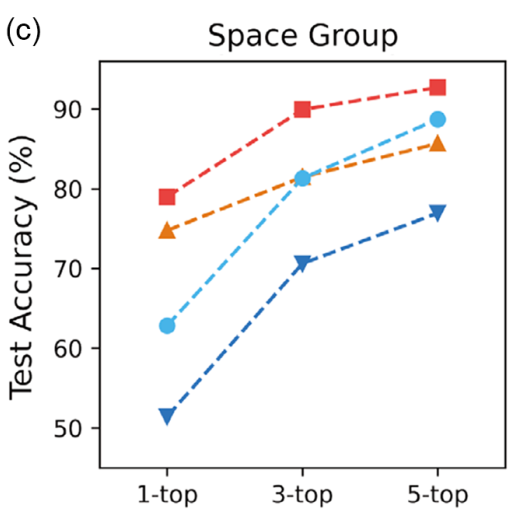 (c)
Space Group
Test Accuracy (%)
90
80
70
60
50
1-top 3-top 5-top